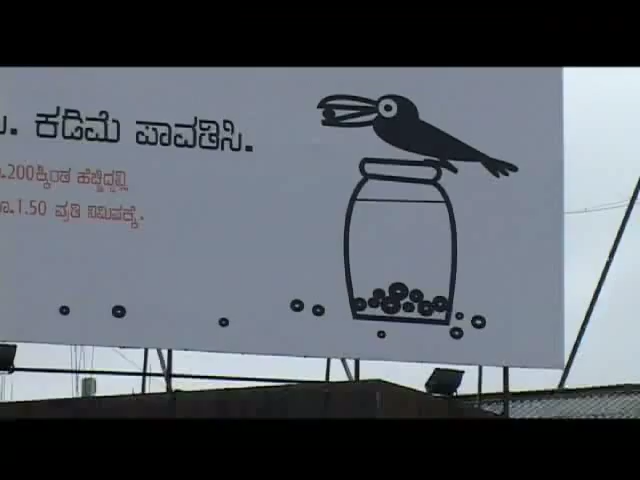 ಕಡಿಮೆ ಪಾವತಿಸಿ.
.200ಕ್ಕಿಂತ ಹೆಚ್ಚಿದ್ದಲ್ಲಿ
ರೂ.1.50 ಪ್ರತಿ ನಿಮಿಷಕ್ಕೆ.